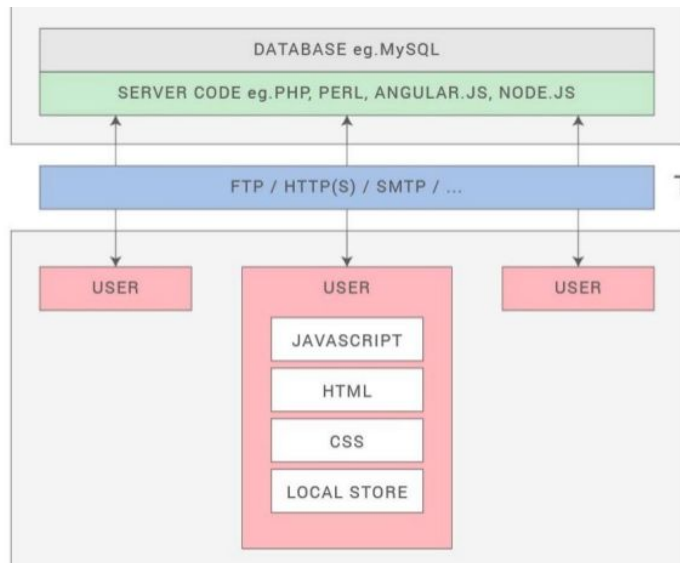 DATABASE eg.MySQL
SERVER CODE eg.PHP, PERL, ANGULAR.JS, NODE.JS
FTP / HTTP(S) / SMTP / ...
USER
USER
USER
JAVASCRIPT
HTML
CSS
LOCAL STORE